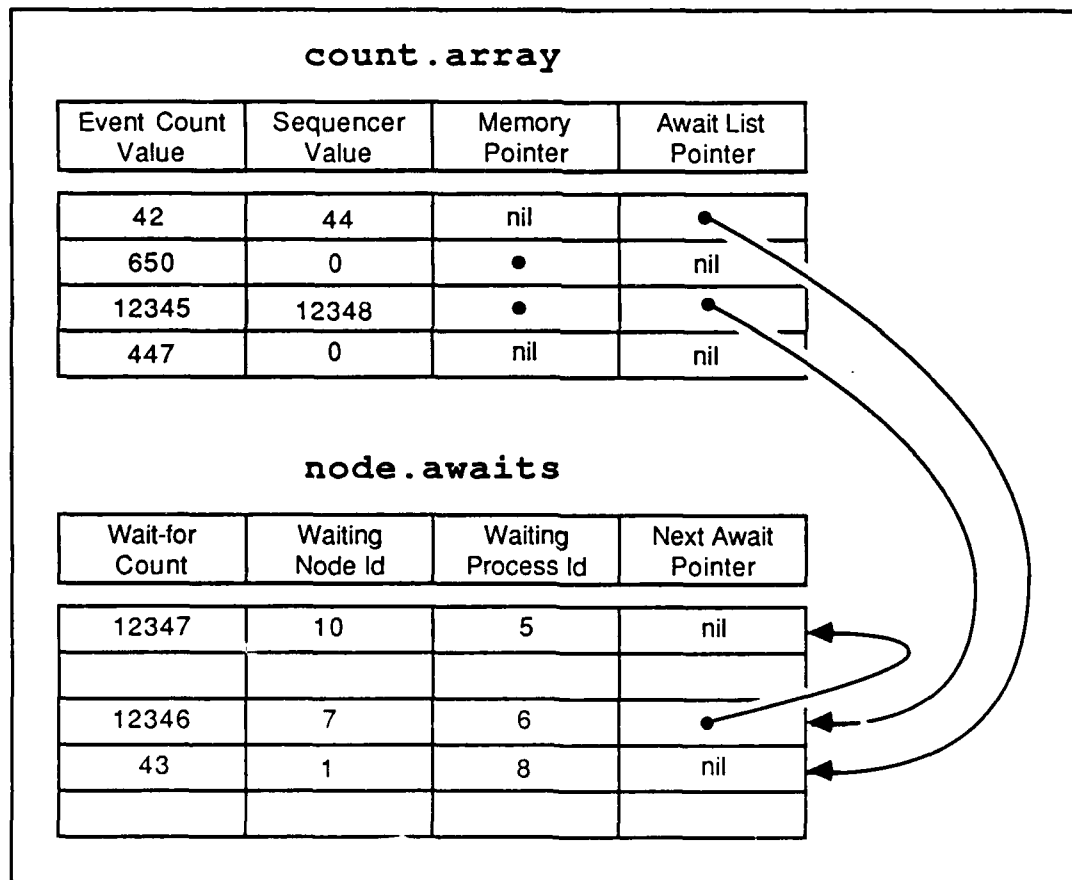 count.array
Event Count Value Sequencer Value Memory Pointer Await List Pointer
42 44 nil
650 0 nil
12345 12348
447 0 nil nil
node.awaits
Wait-for Count Waiting Node Id Waiting Process Id Next Await Pointer
12347 10 5 nil
12346 7 6
43 1 8 nil